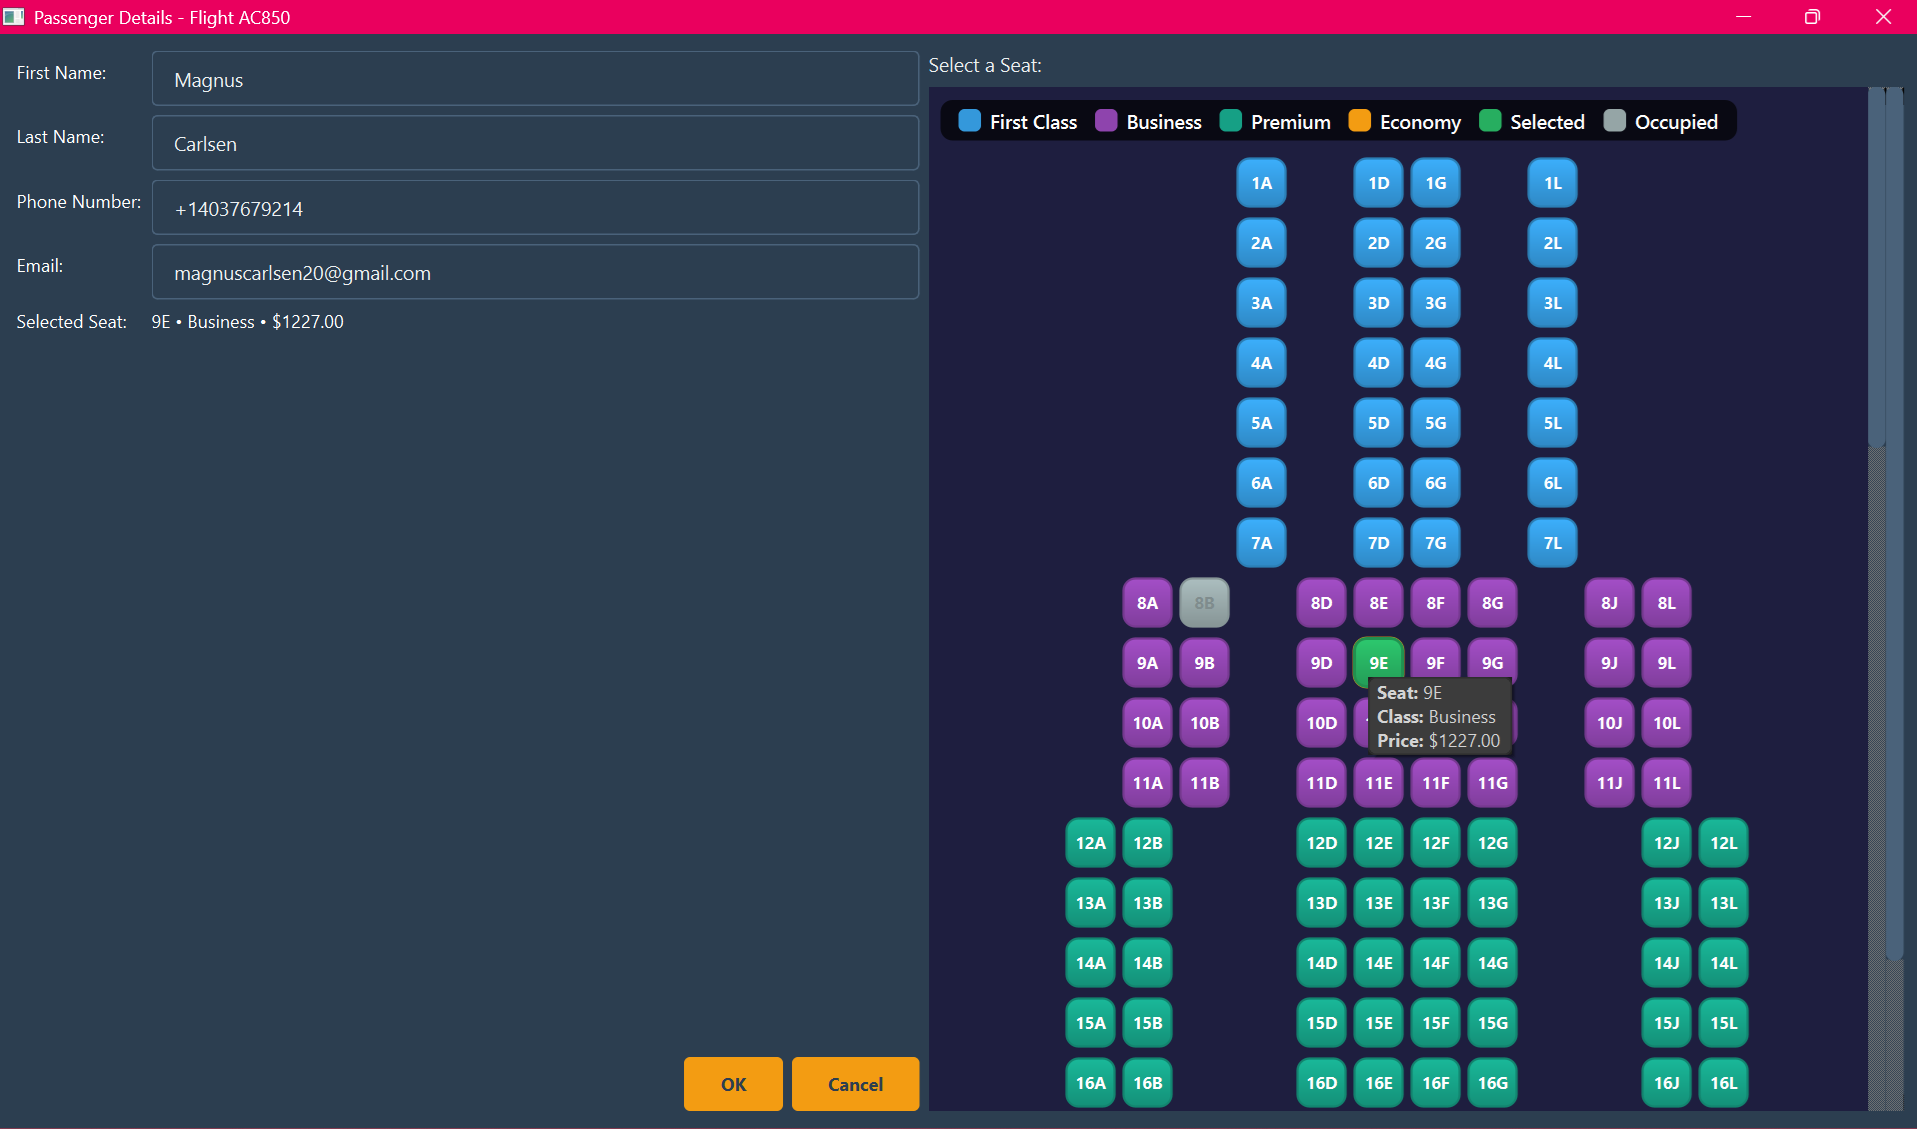 Passenger Details - Flight AC850
First Name:
Magnus
Last Name:
Carlsen
Phone Number:
+14037679214
Email:
magnuscarlsen20@gmail.com
Selected Seat:
9E • Business • $1227.00
OK
Cancel
Select a Seat:
First Class Business Premium Economy Selected Occupied
1A 1D 1G 1L
2A 2D 2G 2L
3A 3D 3G 3L
4A 4D 4G 4L
5A 5D 5G 5L
6A 6D 6G 6L
7A 7D 7G 7L
8A 8B 8D 8E 8F 8G 8J 8L
9A 9B 9D 9E 9F 9G 9J 9L
Seat: 9E
Class: Business
Price: $1227.00
10A 10B 10D 10J 10L
11A 11B 11D 11E 11F 11G 11J 11L
12A 12B 12D 12E 12F 12G 12J 12L
13A 13B 13D 13E 13F 13G 13J 13L
14A 14B 14D 14E 14F 14G 14J 14L
15A 15B 15D 15E 15F 15G 15J 15L
16A 16B 16D 16E 16F 16G 16J 16L